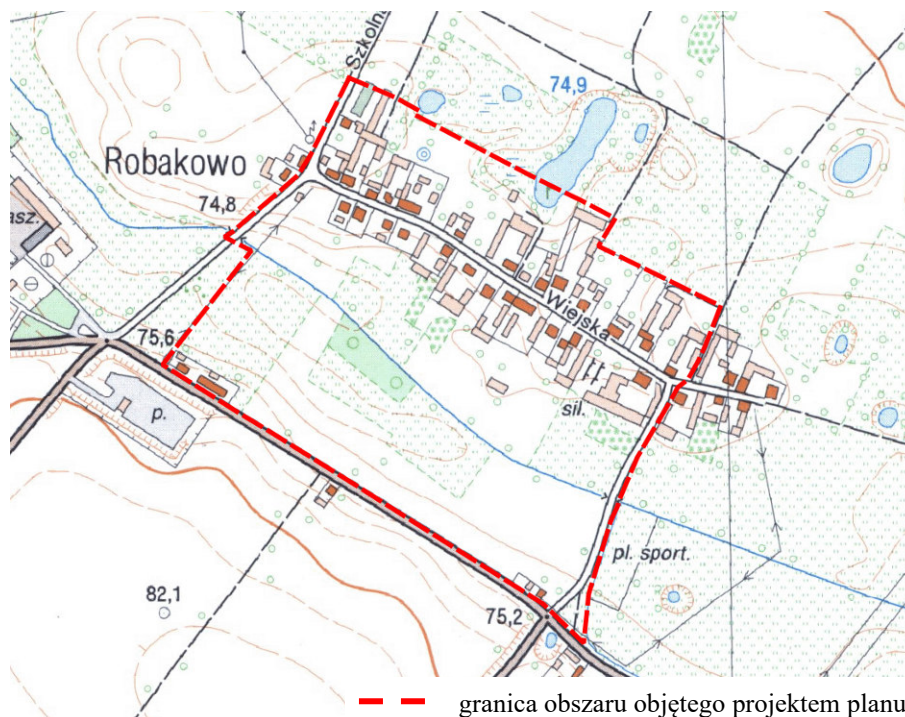 Szkoln
74,9
Robakowo
74,8
asz.
Wiejska
75,6
p.
sil.
pl. sport.
82,1
75,2
granica obszaru objętego projektem planu